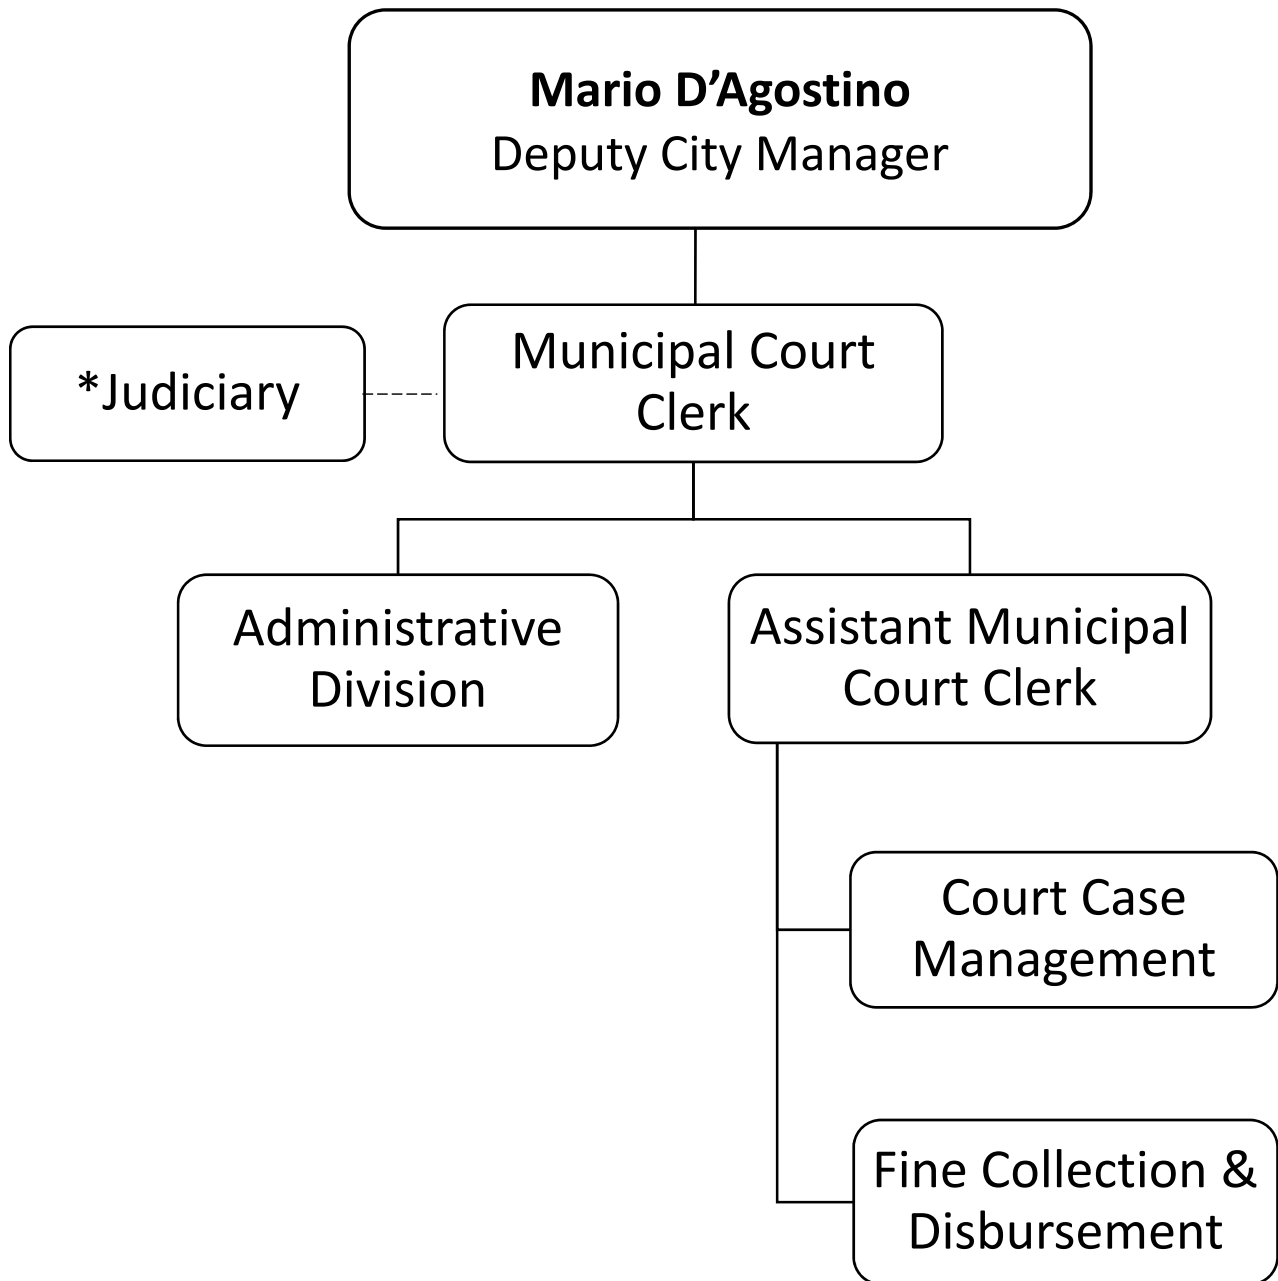 Mario D’Agostino
Deputy City Manager
Municipal Court
Clerk
*Judiciary
Administrative
Division
Assistant Municipal
Court Clerk
Court Case
Management
Fine Collection &
Disbursement